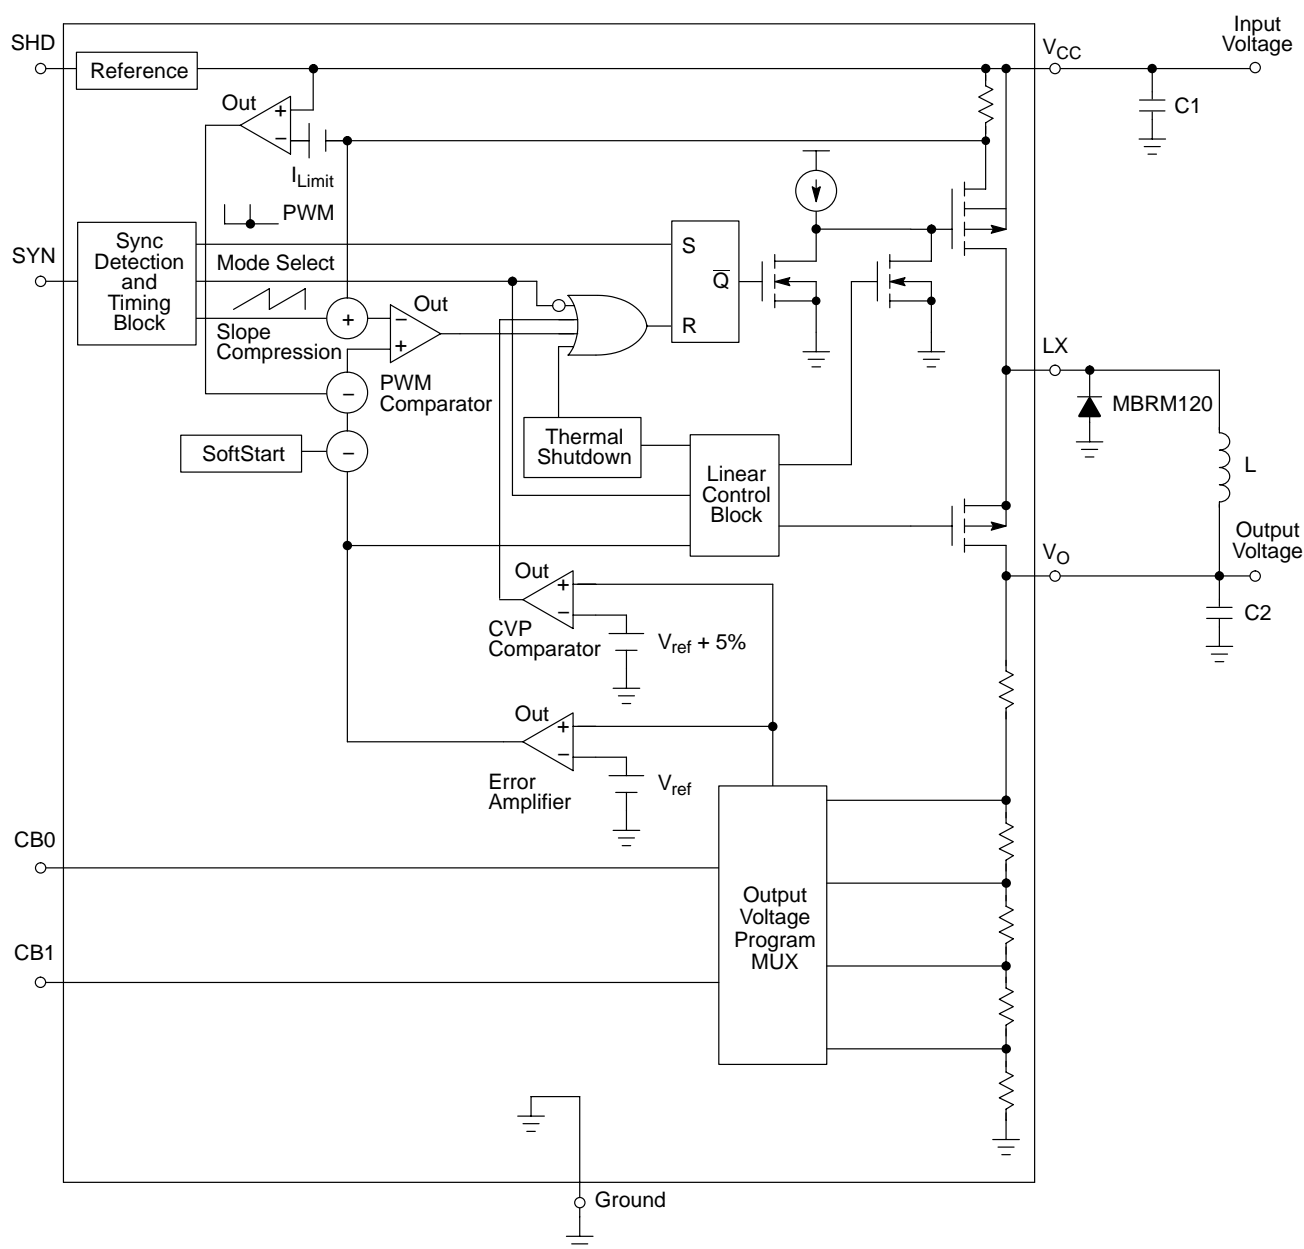 SHD
Reference
V_CC
Input
Voltage
Out
+
−
C1
I_Limit
PWM
SYN
Sync
Detection
and
Timing
Block
Mode Select
Slope
Compression
+
Out
−
+
PWM
Comparator
−
S
R
Q̅
LX
MBRM120
L
SoftStart
−
Thermal
Shutdown
Linear
Control
Block
V_O
Output
Voltage
C2
Out
+
−
CVP
Comparator
V_ref + 5%
Out
+
−
Error
Amplifier
V_ref
CB0
CB1
Output
Voltage
Program
MUX
Ground